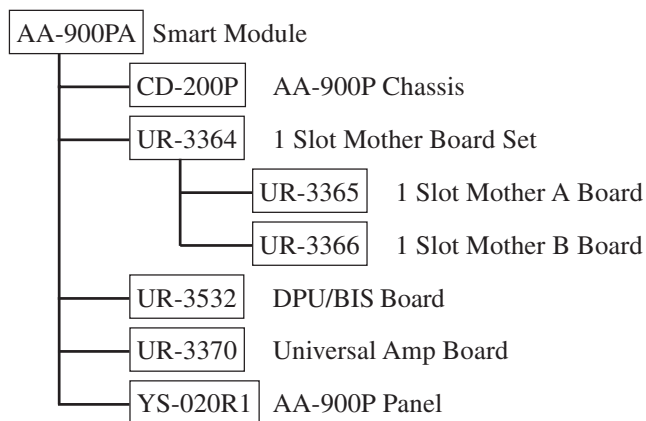 AA-900PA Smart Module
CD-200P AA-900P Chassis
UR-3364 1 Slot Mother Board Set
UR-3365 1 Slot Mother A Board
UR-3366 1 Slot Mother B Board
UR-3532 DPU/BIS Board
UR-3370 Universal Amp Board
YS-020R1 AA-900P Panel